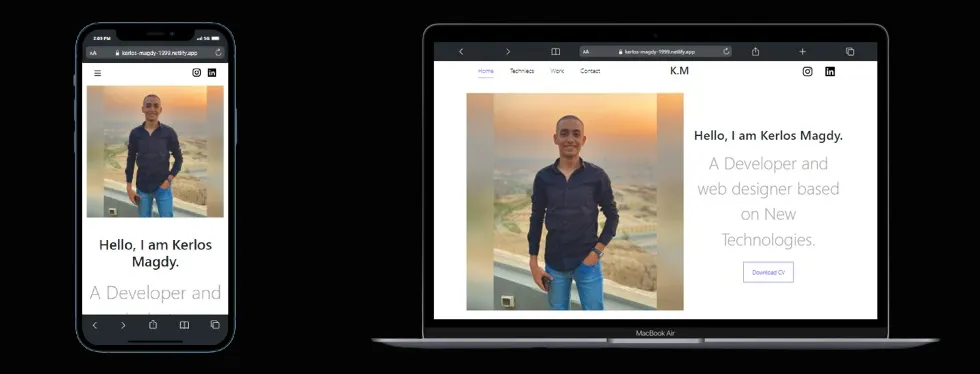 2:03 PM
5G
AA
kerlos-magdy-1999.netlify.app
Hello, I am Kerlos
Magdy.
A Developer and
AA
kerlos-magdy-1999.netlify.app
Home
Techniecs
Work
Contact
K.M
Hello, I am Kerlos Magdy.
A Developer and
web designer based
on New
Technologies.
Download CV
MacBook Air